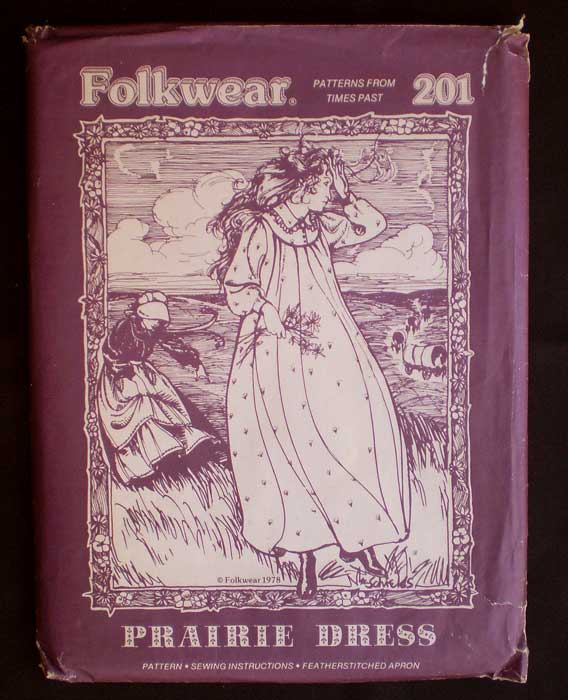 Folkwear®
PATTERNS FROM
TIMES PAST
201
© Folkwear 1978
PRAIRIE DRESS
PATTERN • SEWING INSTRUCTIONS • FEATHERSTITCHED APRON